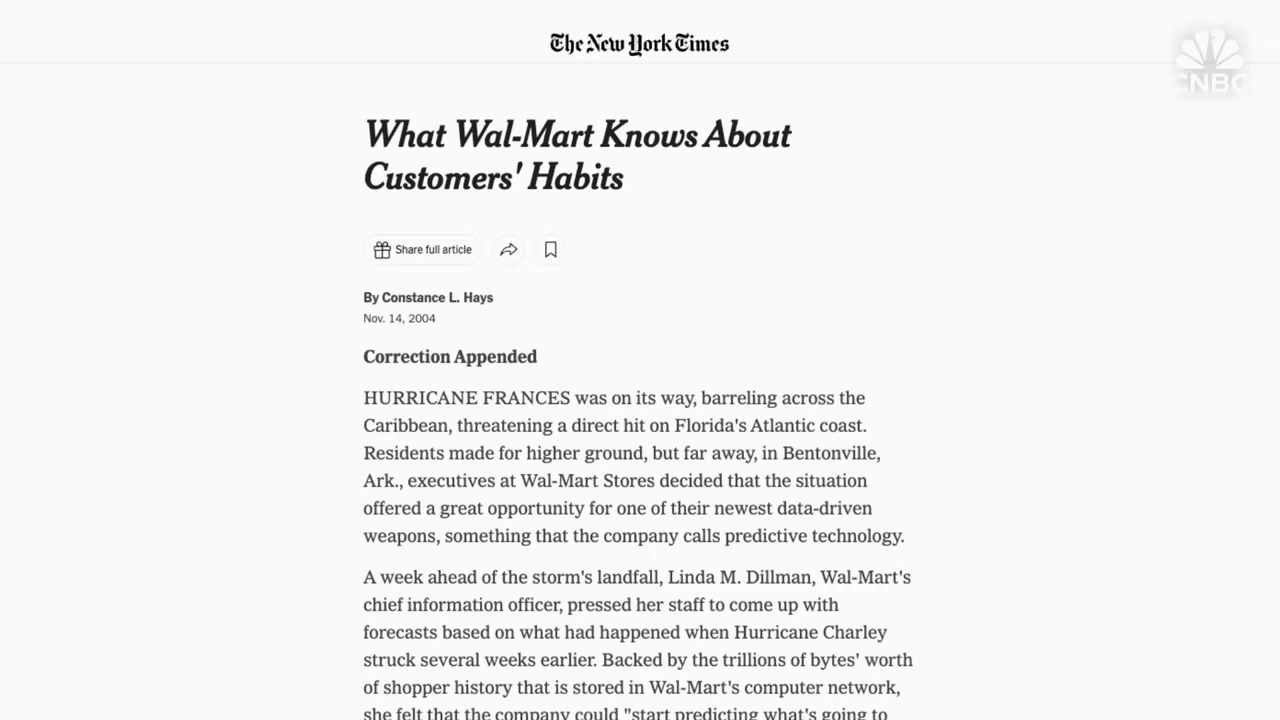 The New York Times
CNBC
What Wal-Mart Knows About
Customers' Habits
Share full article
By Constance L. Hays
Nov. 14, 2004
Correction Appended
HURRICANE FRANCES was on its way, barreling across the
Caribbean, threatening a direct hit on Florida's Atlantic coast.
Residents made for higher ground, but far away, in Bentonville,
Ark., executives at Wal-Mart Stores decided that the situation
offered a great opportunity for one of their newest data-driven
weapons, something that the company calls predictive technology.
A week ahead of the storm's landfall, Linda M. Dillman, Wal-Mart's
chief information officer, pressed her staff to come up with
forecasts based on what had happened when Hurricane Charley
struck several weeks earlier. Backed by the trillions of bytes' worth
of shopper history that is stored in Wal-Mart's computer network,
she felt that the company could "start predicting what's going to